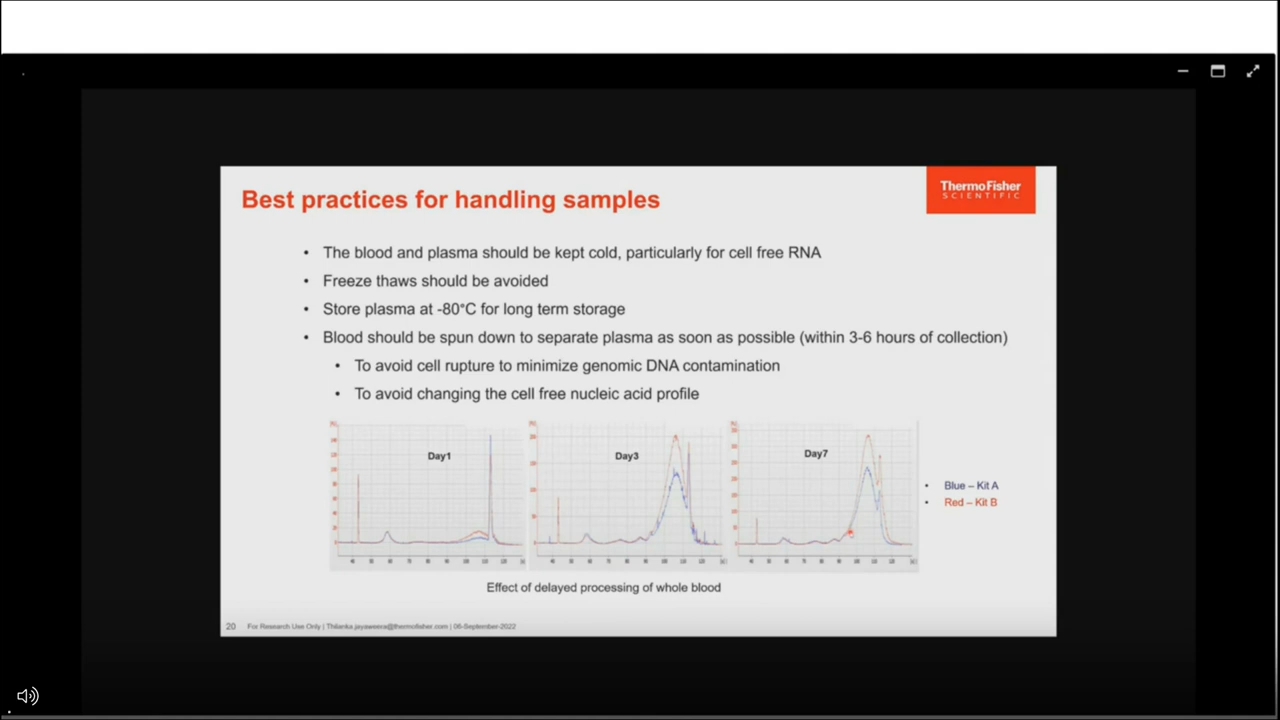 Best practices for handling samples
ThermoFisher
SCIENTIFIC
• The blood and plasma should be kept cold, particularly for cell free RNA
• Freeze thaws should be avoided
• Store plasma at -80°C for long term storage
• Blood should be spun down to separate plasma as soon as possible (within 3-6 hours of collection)
• To avoid cell rupture to minimize genomic DNA contamination
• To avoid changing the cell free nucleic acid profile
Day1
Day3
Day7
• Blue – Kit A
• Red – Kit B
Effect of delayed processing of whole blood
20 For Research Use Only | Thilanka.jayaweera@thermofisher.com | 06-September-2022